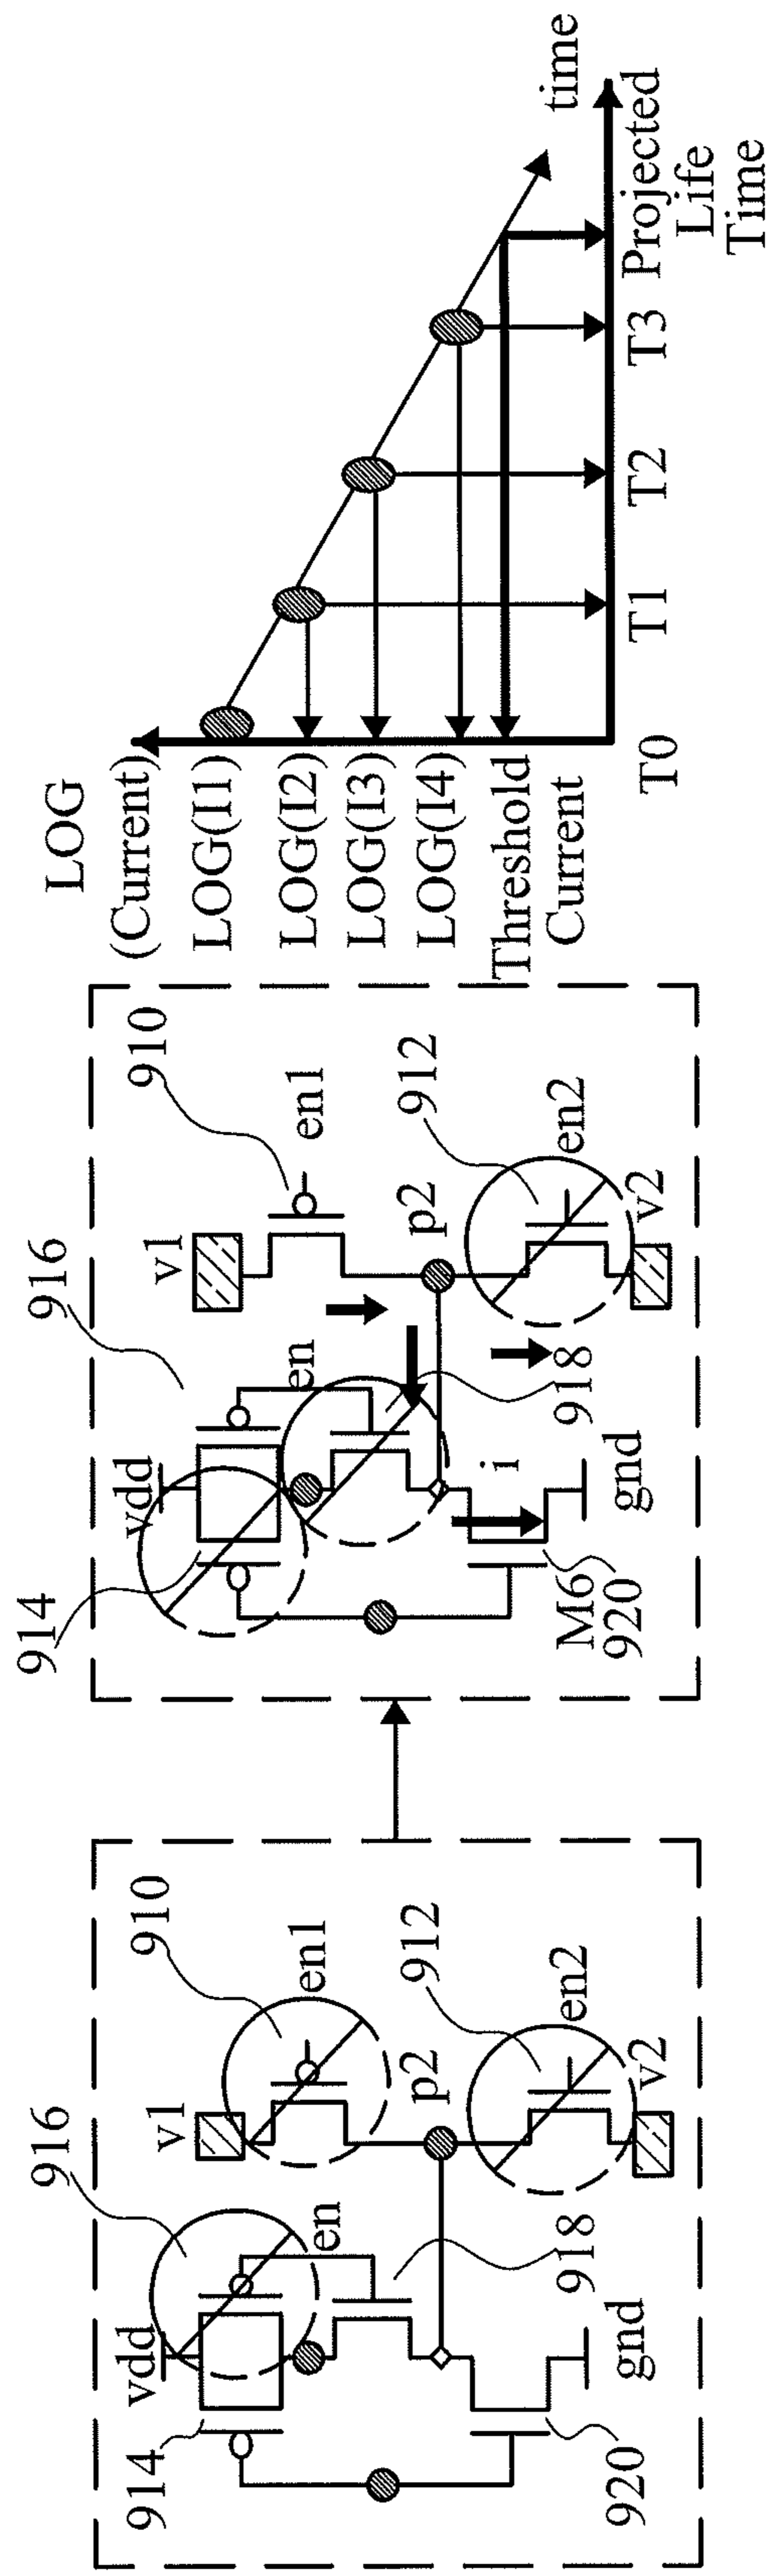 916
910
914
vdd
v1
en1
en
p2
912
en2
918
v2
920
gnd
916
910
914
vdd
v1
en1
en
p2
912
en2
918
i
M6
920
gnd
v2
LOG
(Current)
LOG(I1)
LOG(I2)
LOG(I3)
LOG(I4)
Threshold
Current
T0
T1
T2
T3
Projected
Life
Time
time